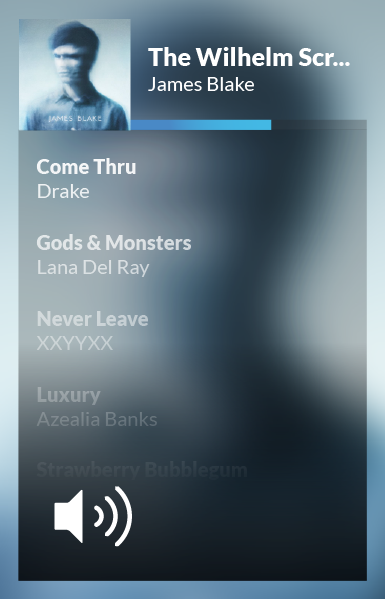 The Wilhelm Scr...
James Blake
JAMES BLAKE
Come Thru
Drake
Gods & Monsters
Lana Del Ray
Never Leave
XXYYXX
Luxury
Azealia Banks
Strawberry Bubblegum